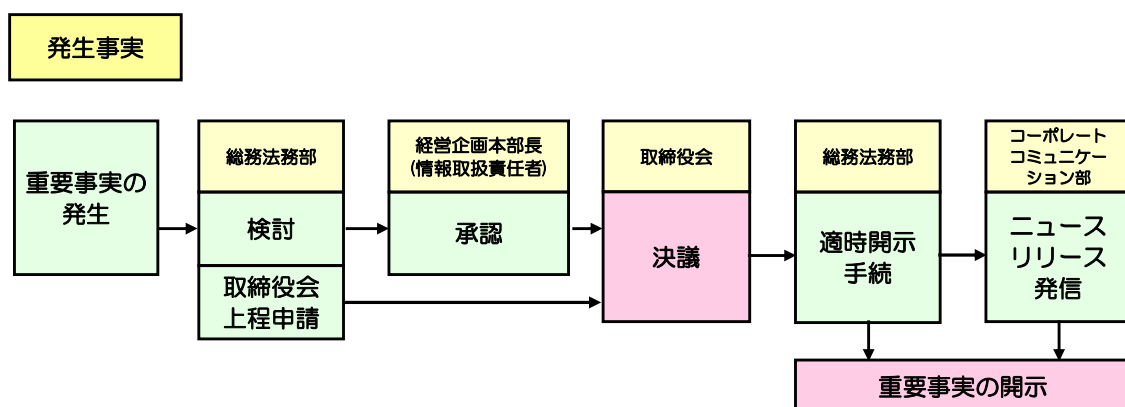 発生事実
重要事実の
発生
総務法務部
検討
取締役会
上程申請
経営企画本部長
(情報取扱責任者)
承認
取締役会
決議
総務法務部
適時開示
手続
コーポレート
コミュニケー
ション部
ニュース
リリース
発信
重要事実の開示